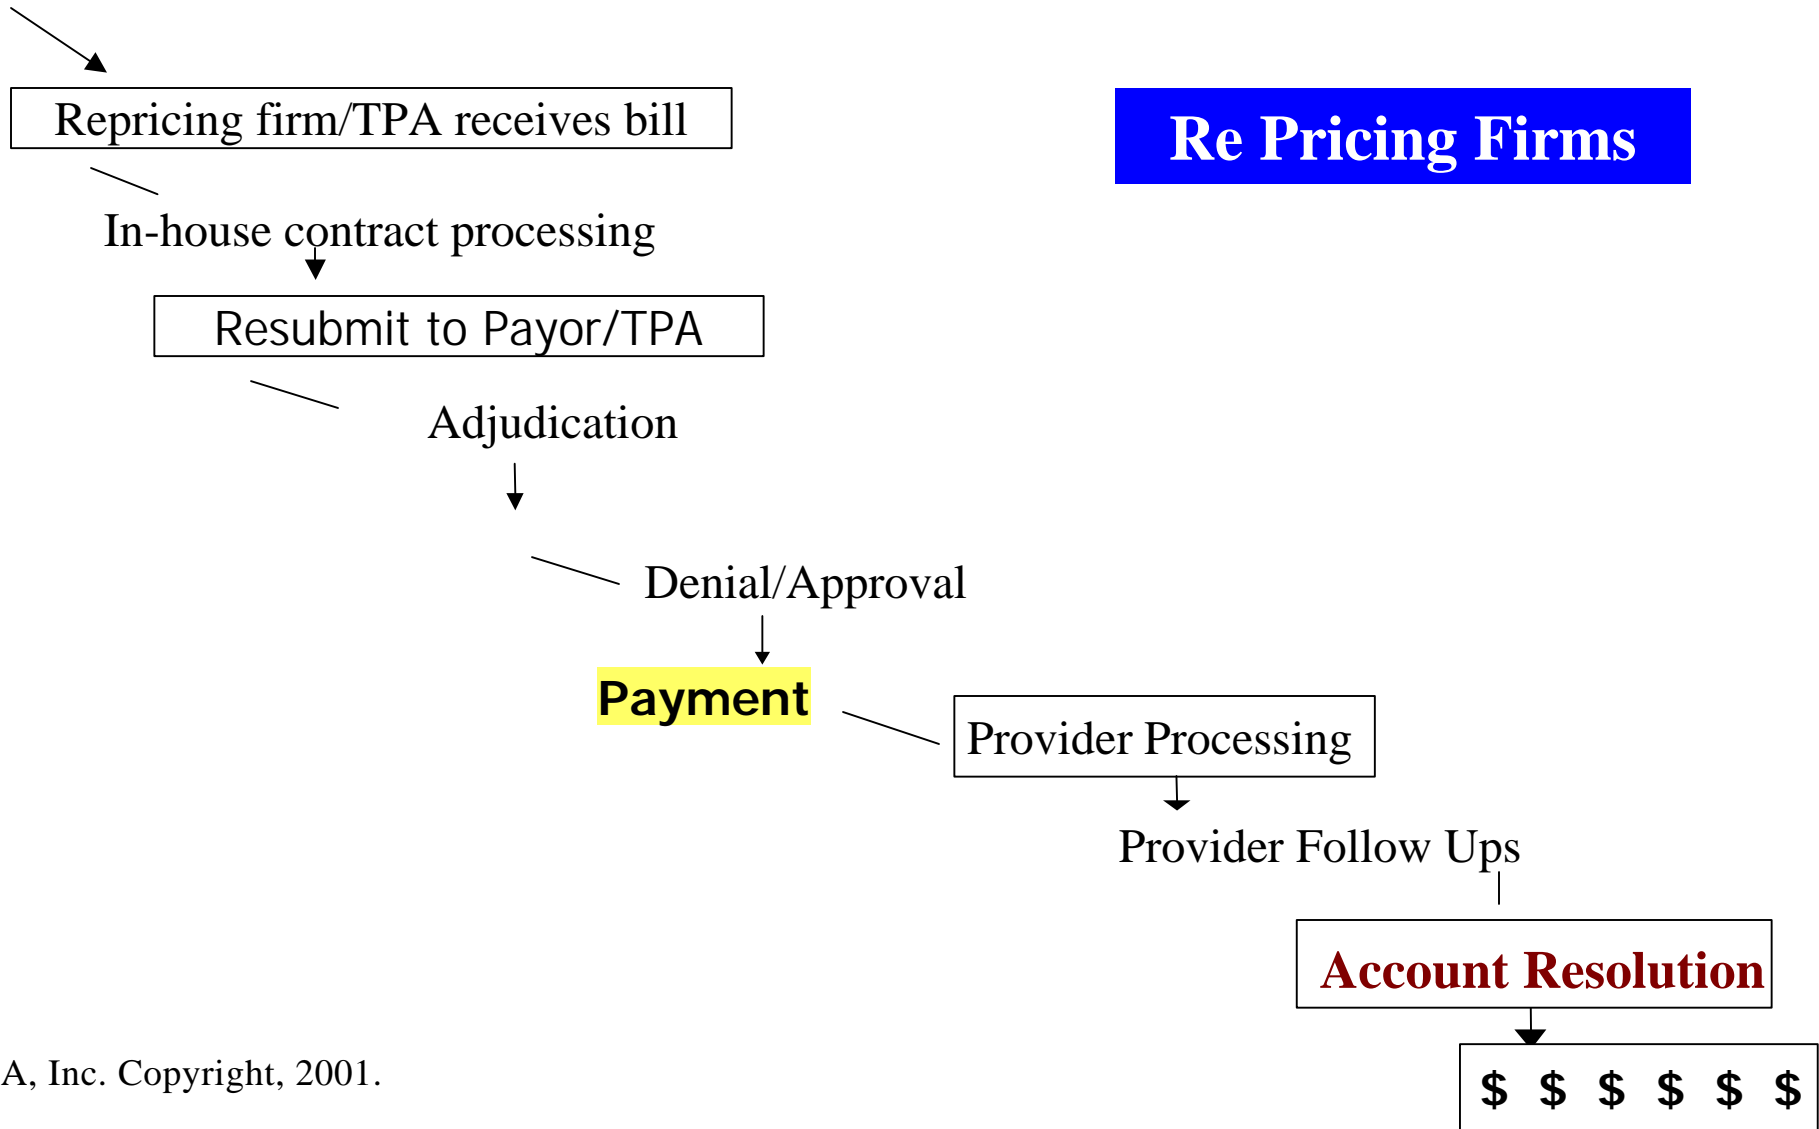 Repricing firm/TPA receives bill
Re Pricing Firms
In-house contract processing
Resubmit to Payor/TPA
Adjudication
Denial/Approval
Payment
Provider Processing
Provider Follow Ups
Account Resolution
A, Inc. Copyright, 2001.
$ $ $ $ $ $